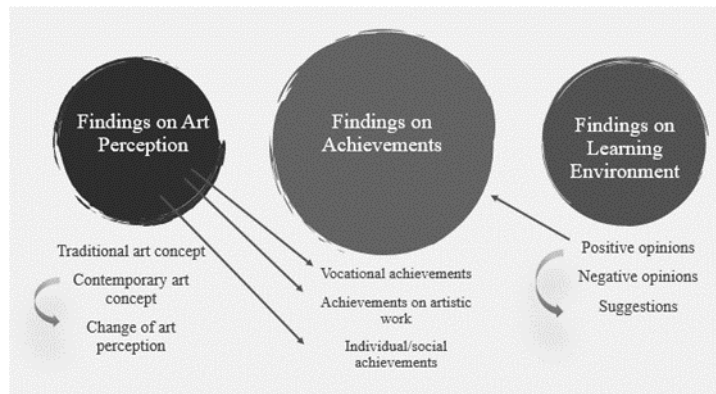 Findings on Art
Perception
Traditional art concept
Contemporary art
concept
Change of art
perception
Findings on
Achievements
Vocational achievements
Achievements on artistic
work
Individual/social
achievements
Findings on
Learning
Environment
Positive opinions
Negative opinions
Suggestions